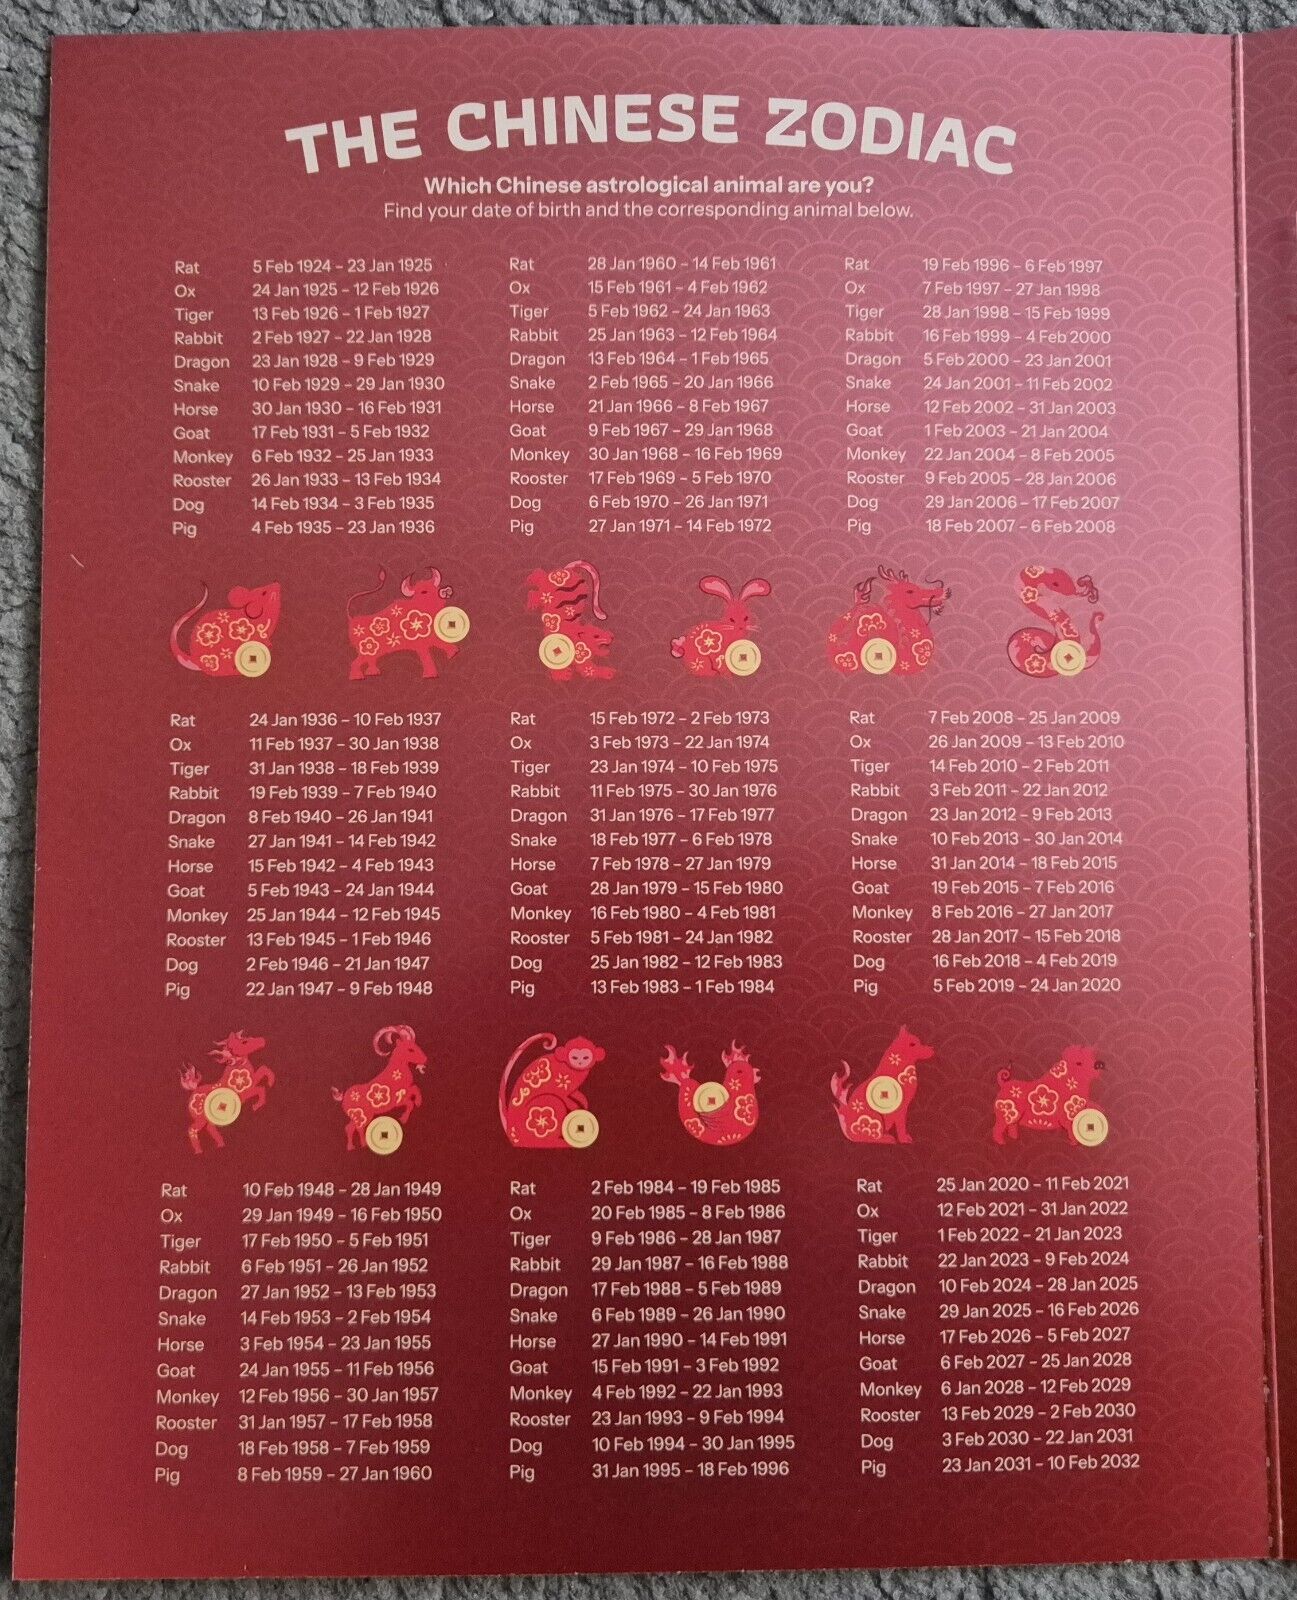 THE CHINESE ZODIAC
Which Chinese astrological animal are you?
Find your date of birth and the corresponding animal below.
Rat 5 Feb 1924 – 23 Jan 1925
Ox 24 Jan 1925 – 12 Feb 1926
Tiger 13 Feb 1926 – 1 Feb 1927
Rabbit 2 Feb 1927 – 22 Jan 1928
Dragon 23 Jan 1928 – 9 Feb 1929
Snake 10 Feb 1929 – 29 Jan 1930
Horse 30 Jan 1930 – 16 Feb 1931
Goat 17 Feb 1931 – 5 Feb 1932
Monkey 6 Feb 1932 – 25 Jan 1933
Rooster 26 Jan 1933 – 13 Feb 1934
Dog 14 Feb 1934 – 3 Feb 1935
Pig 4 Feb 1935 – 23 Jan 1936
Rat 28 Jan 1960 – 14 Feb 1961
Ox 15 Feb 1961 – 4 Feb 1962
Tiger 5 Feb 1962 – 24 Jan 1963
Rabbit 25 Jan 1963 – 12 Feb 1964
Dragon 13 Feb 1964 – 1 Feb 1965
Snake 2 Feb 1965 – 20 Jan 1966
Horse 21 Jan 1966 – 8 Feb 1967
Goat 9 Feb 1967 – 29 Jan 1968
Monkey 30 Jan 1968 – 16 Feb 1969
Rooster 17 Feb 1969 – 5 Feb 1970
Dog 6 Feb 1970 – 26 Jan 1971
Pig 27 Jan 1971 – 14 Feb 1972
Rat 19 Feb 1996 – 6 Feb 1997
Ox 7 Feb 1997 – 27 Jan 1998
Tiger 28 Jan 1998 – 15 Feb 1999
Rabbit 16 Feb 1999 – 4 Feb 2000
Dragon 5 Feb 2000 – 23 Jan 2001
Snake 24 Jan 2001 – 11 Feb 2002
Horse 12 Feb 2002 – 31 Jan 2003
Goat 1 Feb 2003 – 21 Jan 2004
Monkey 22 Jan 2004 – 8 Feb 2005
Rooster 9 Feb 2005 – 28 Jan 2006
Dog 29 Jan 2006 – 17 Feb 2007
Pig 18 Feb 2007 – 6 Feb 2008
Rat 24 Jan 1936 – 10 Feb 1937
Ox 11 Feb 1937 – 30 Jan 1938
Tiger 31 Jan 1938 – 18 Feb 1939
Rabbit 19 Feb 1939 – 7 Feb 1940
Dragon 8 Feb 1940 – 26 Jan 1941
Snake 27 Jan 1941 – 14 Feb 1942
Horse 15 Feb 1942 – 4 Feb 1943
Goat 5 Feb 1943 – 24 Jan 1944
Monkey 25 Jan 1944 – 12 Feb 1945
Rooster 13 Feb 1945 – 1 Feb 1946
Dog 2 Feb 1946 – 21 Jan 1947
Pig 22 Jan 1947 – 9 Feb 1948
Rat 15 Feb 1972 – 2 Feb 1973
Ox 3 Feb 1973 – 22 Jan 1974
Tiger 23 Jan 1974 – 10 Feb 1975
Rabbit 11 Feb 1975 – 30 Jan 1976
Dragon 31 Jan 1976 – 17 Feb 1977
Snake 18 Feb 1977 – 6 Feb 1978
Horse 7 Feb 1978 – 27 Jan 1979
Goat 28 Jan 1979 – 15 Feb 1980
Monkey 16 Feb 1980 – 4 Feb 1981
Rooster 5 Feb 1981 – 24 Jan 1982
Dog 25 Jan 1982 – 12 Feb 1983
Pig 13 Feb 1983 – 1 Feb 1984
Rat 7 Feb 2008 – 25 Jan 2009
Ox 26 Jan 2009 – 13 Feb 2010
Tiger 14 Feb 2010 – 2 Feb 2011
Rabbit 3 Feb 2011 – 22 Jan 2012
Dragon 23 Jan 2012 – 9 Feb 2013
Snake 10 Feb 2013 – 30 Jan 2014
Horse 31 Jan 2014 – 18 Feb 2015
Goat 19 Feb 2015 – 7 Feb 2016
Monkey 8 Feb 2016 – 27 Jan 2017
Rooster 28 Jan 2017 – 15 Feb 2018
Dog 16 Feb 2018 – 4 Feb 2019
Pig 5 Feb 2019 – 24 Jan 2020
Rat 10 Feb 1948 – 28 Jan 1949
Ox 29 Jan 1949 – 16 Feb 1950
Tiger 17 Feb 1950 – 5 Feb 1951
Rabbit 6 Feb 1951 – 26 Jan 1952
Dragon 27 Jan 1952 – 13 Feb 1953
Snake 14 Feb 1953 – 2 Feb 1954
Horse 3 Feb 1954 – 23 Jan 1955
Goat 24 Jan 1955 – 11 Feb 1956
Monkey 12 Feb 1956 – 30 Jan 1957
Rooster 31 Jan 1957 – 17 Feb 1958
Dog 18 Feb 1958 – 7 Feb 1959
Pig 8 Feb 1959 – 27 Jan 1960
Rat 2 Feb 1984 – 19 Feb 1985
Ox 20 Feb 1985 – 8 Feb 1986
Tiger 9 Feb 1986 – 28 Jan 1987
Rabbit 29 Jan 1987 – 16 Feb 1988
Dragon 17 Feb 1988 – 5 Feb 1989
Snake 6 Feb 1989 – 26 Jan 1990
Horse 27 Jan 1990 – 14 Feb 1991
Goat 15 Feb 1991 – 3 Feb 1992
Monkey 4 Feb 1992 – 22 Jan 1993
Rooster 23 Jan 1993 – 9 Feb 1994
Dog 10 Feb 1994 – 30 Jan 1995
Pig 31 Jan 1995 – 18 Feb 1996
Rat 25 Jan 2020 – 11 Feb 2021
Ox 12 Feb 2021 – 31 Jan 2022
Tiger 1 Feb 2022 – 21 Jan 2023
Rabbit 22 Jan 2023 – 9 Feb 2024
Dragon 10 Feb 2024 – 28 Jan 2025
Snake 29 Jan 2025 – 16 Feb 2026
Horse 17 Feb 2026 – 5 Feb 2027
Goat 6 Feb 2027 – 25 Jan 2028
Monkey 6 Jan 2028 – 12 Feb 2029
Rooster 13 Feb 2029 – 2 Feb 2030
Dog 3 Feb 2030 – 22 Jan 2031
Pig 23 Jan 2031 – 10 Feb 2032